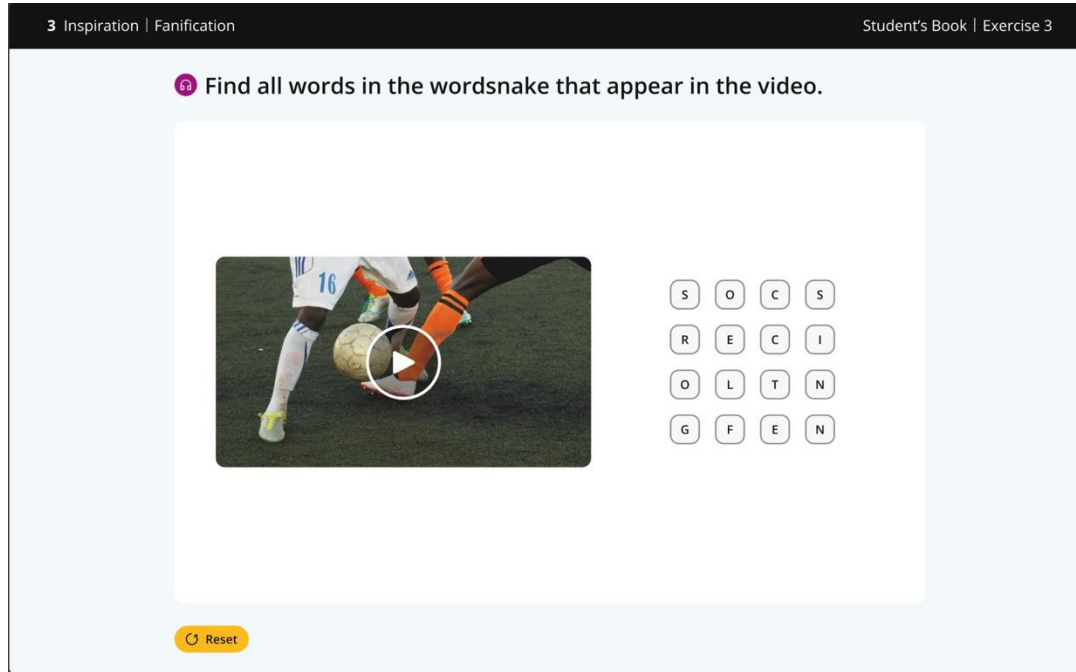 3 Inspiration | Fanification
Student's Book | Exercise 3
Find all words in the wordsnake that appear in the video.
16
S O C S
R E C I
O L T N
G F E N
Reset